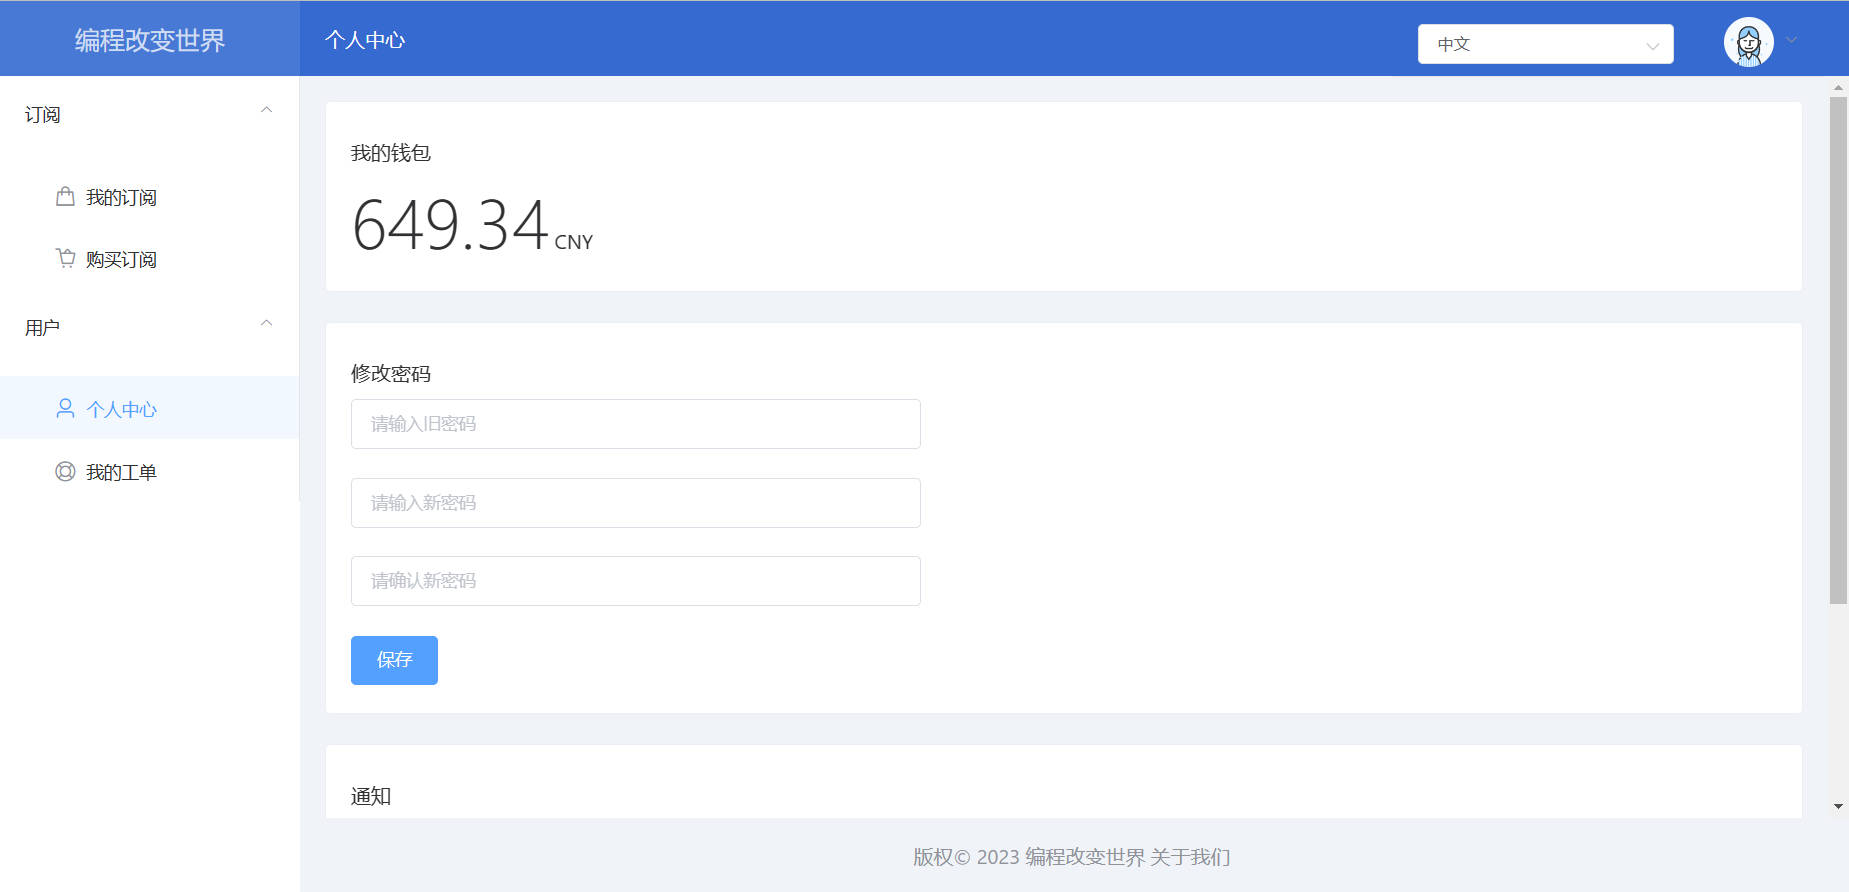 编程改变世界
个人中心
中文
订阅
我的订阅
购买订阅
用户
个人中心
我的工单
我的钱包
649.34 CNY
修改密码
请输入旧密码
请输入新密码
请确认新密码
保存
通知
版权© 2023 编程改变世界 关于我们